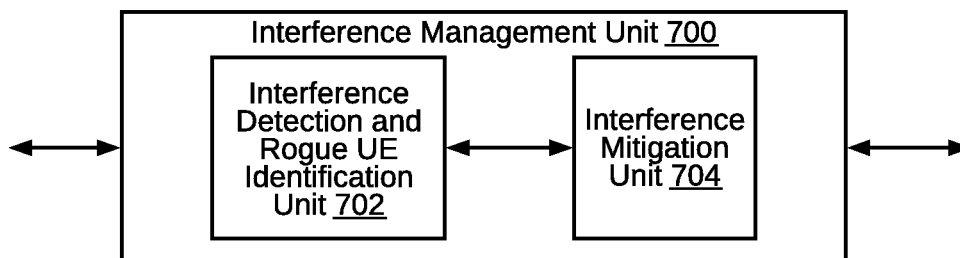 Interference Management Unit 700
Interference
Detection and
Rogue UE
Identification
Unit 702
Interference
Mitigation
Unit 704